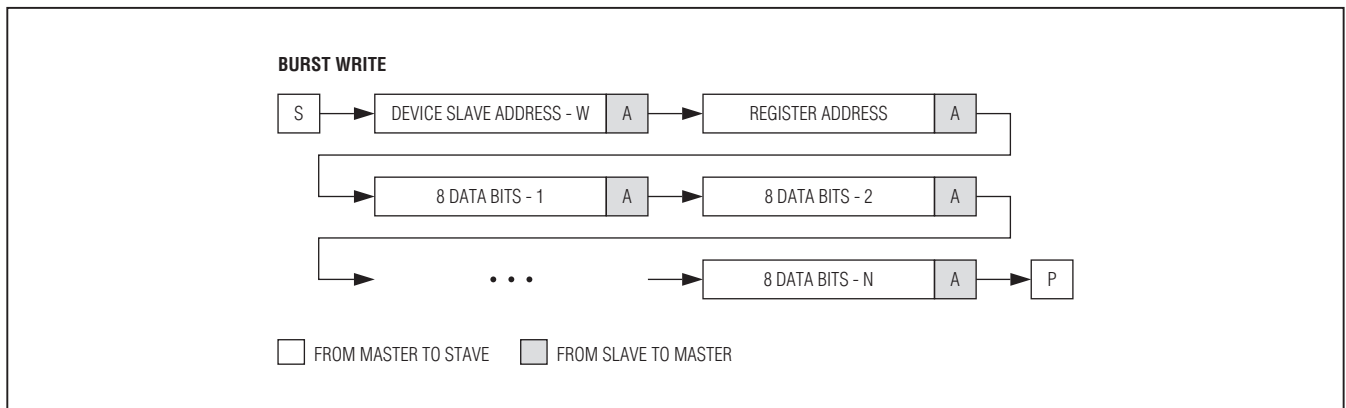 BURST WRITE
S DEVICE SLAVE ADDRESS - W A REGISTER ADDRESS A
8 DATA BITS - 1 A 8 DATA BITS - 2 A
• • • 8 DATA BITS - N A P
FROM MASTER TO STAVE FROM SLAVE TO MASTER